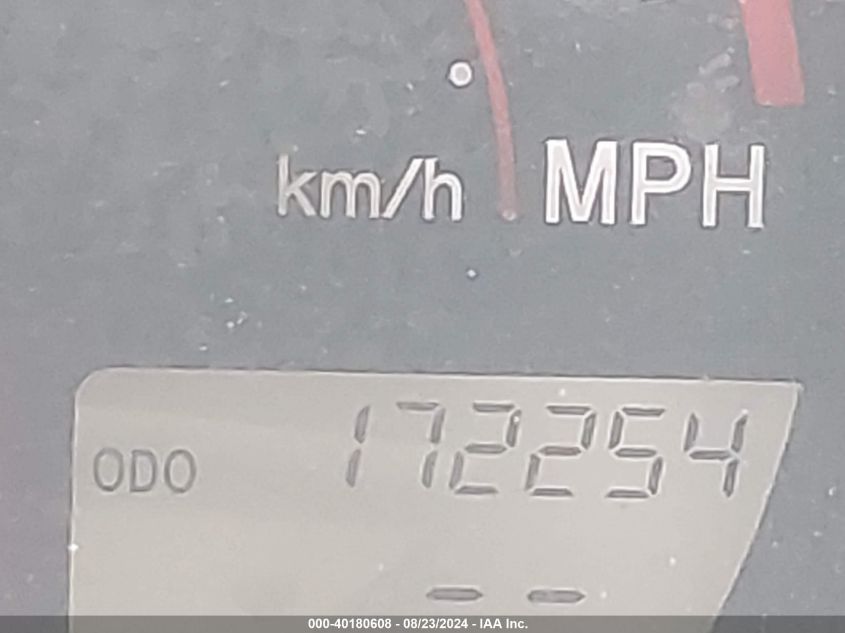 km/h MPH
ODO 172254
--
000-40180608 - 08/23/2024 - IAA Inc.